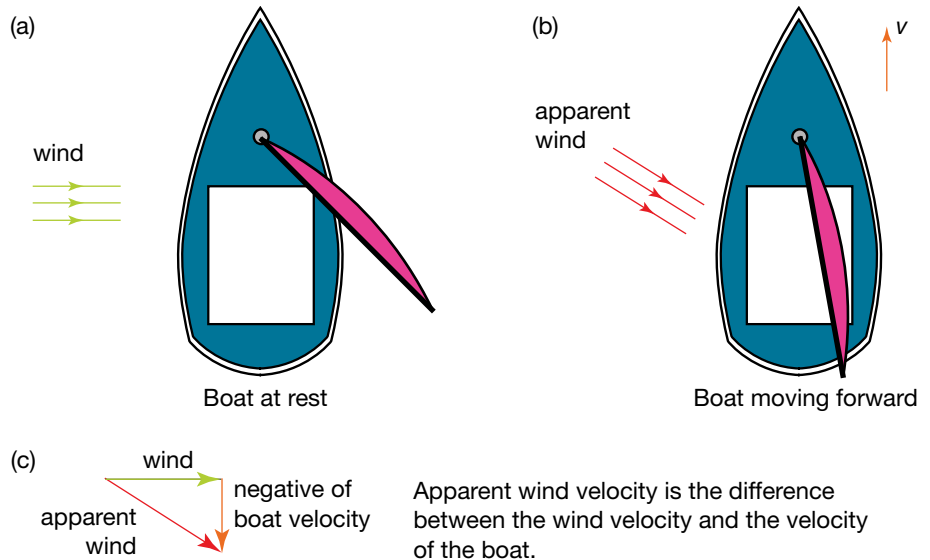 (a)
wind
Boat at rest
(b)
v
apparent
wind
Boat moving forward
(c)
wind
negative of
boat velocity
apparent
wind
Apparent wind velocity is the difference
between the wind velocity and the velocity
of the boat.